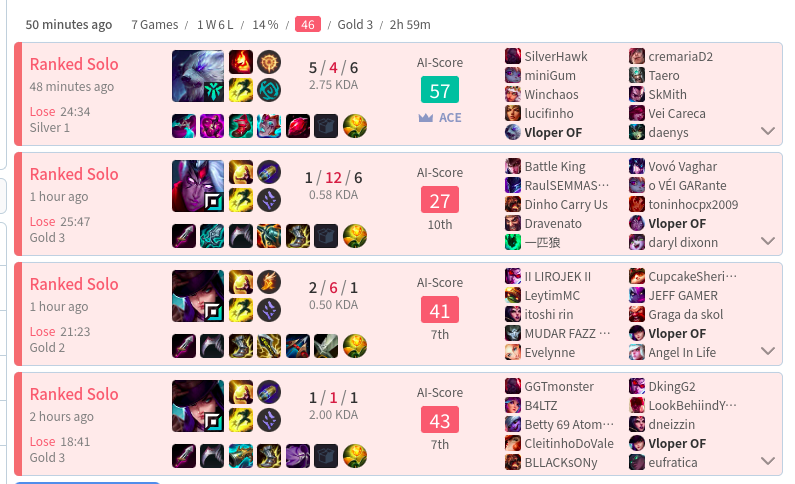 50 minutes ago 7 Games / 1 W 6 L / 14 % / 46 / Gold 3 / 2h 59m
Ranked Solo
48 minutes ago
Lose 24:34
Silver 1
5 / 4 / 6
2.75 KDA
AI-Score
57
ACE
SilverHawk
miniGum
Winchaos
lucifinho
Vloper OF
cremariaD2
Taero
SkMith
Vei Careca
daenys
Ranked Solo
1 hour ago
Lose 25:47
Gold 3
1 / 12 / 6
0.58 KDA
AI-Score
27
10th
Battle King
RaulSEMMAS···
Dinho Carry Us
Dravenato
一匹狼
Vovó Vaghar
o VÉI GARante
toninhocpx2009
Vloper OF
daryl dixonn
Ranked Solo
1 hour ago
Lose 21:23
Gold 2
2 / 6 / 1
0.50 KDA
AI-Score
41
7th
II LIROJEK II
LeytimMC
itoshi rin
MUDAR FAZZ ···
Evelynne
CupcakeSheri···
JEFF GAMER
Graga da skol
Vloper OF
Angel In Life
Ranked Solo
2 hours ago
Lose 18:41
Gold 3
1 / 1 / 1
2.00 KDA
AI-Score
43
7th
GGTmonster
B4LTZ
Betty 69 Atom···
CleitinhoDoVale
BLLACKsONy
DkingG2
LookBehiindY···
dneizzin
Vloper OF
eufratica